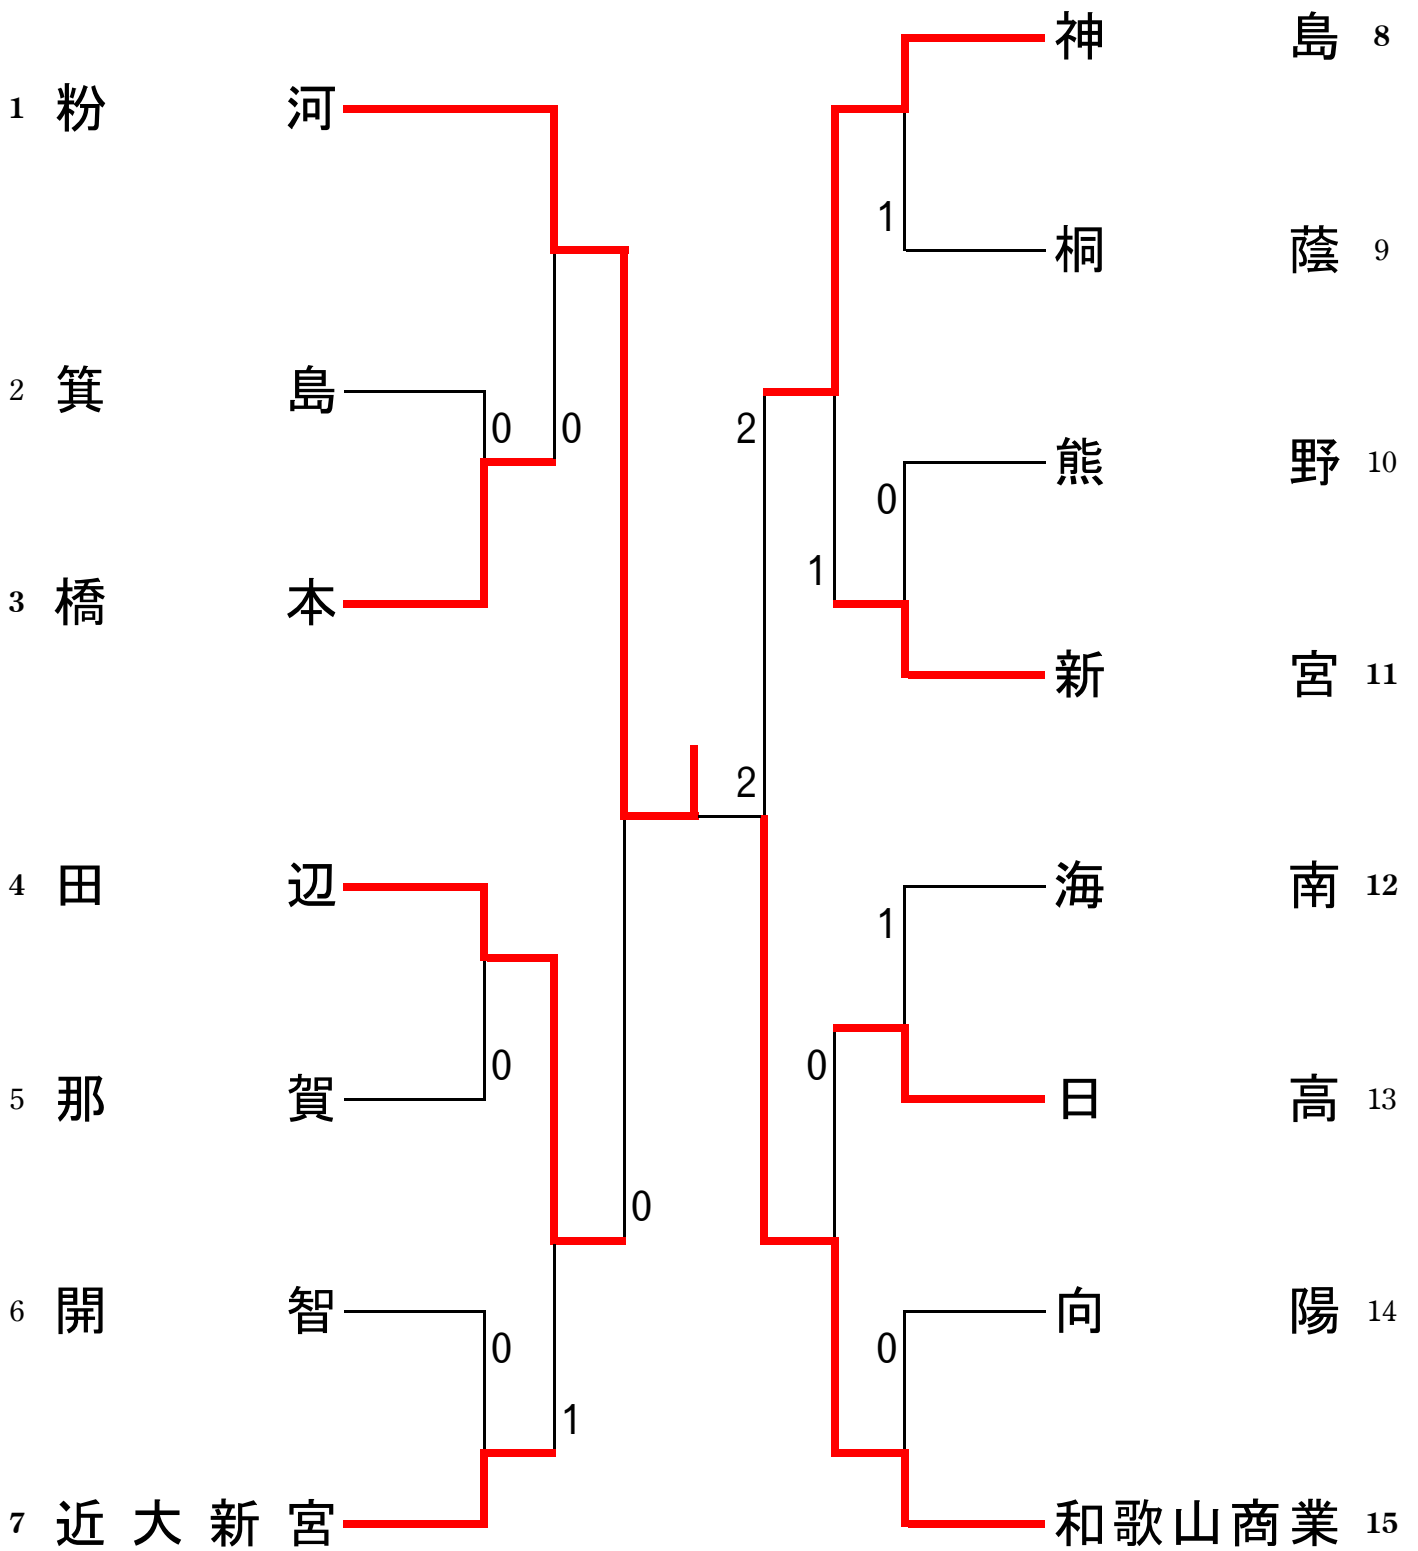 1 粉河
2 箕島
0
0
3 橋本
4 田辺
0
5 那賀
0
6 開智
0
1
7 近大新宮
神島 8
1
桐蔭 9
2
熊野 10
0
1
新宮 11
2
海南 12
1
0
日高 13
向陽 14
0
和歌山商業 15